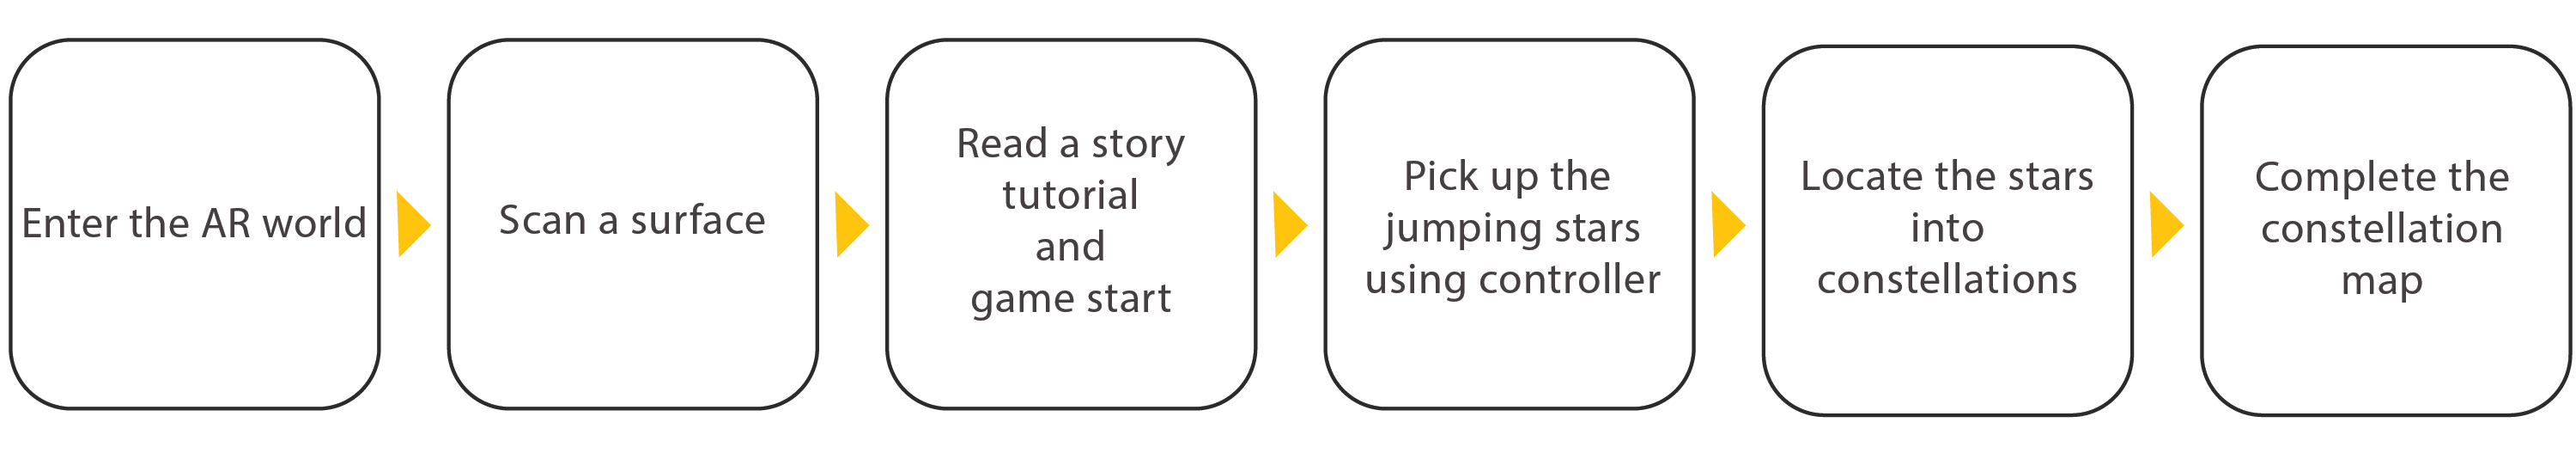 Enter the AR world
Scan a surface
Read a story
tutorial
and
game start
Pick up the
jumping stars
using controller
Locate the stars
into
constellations
Complete the
constellation
map